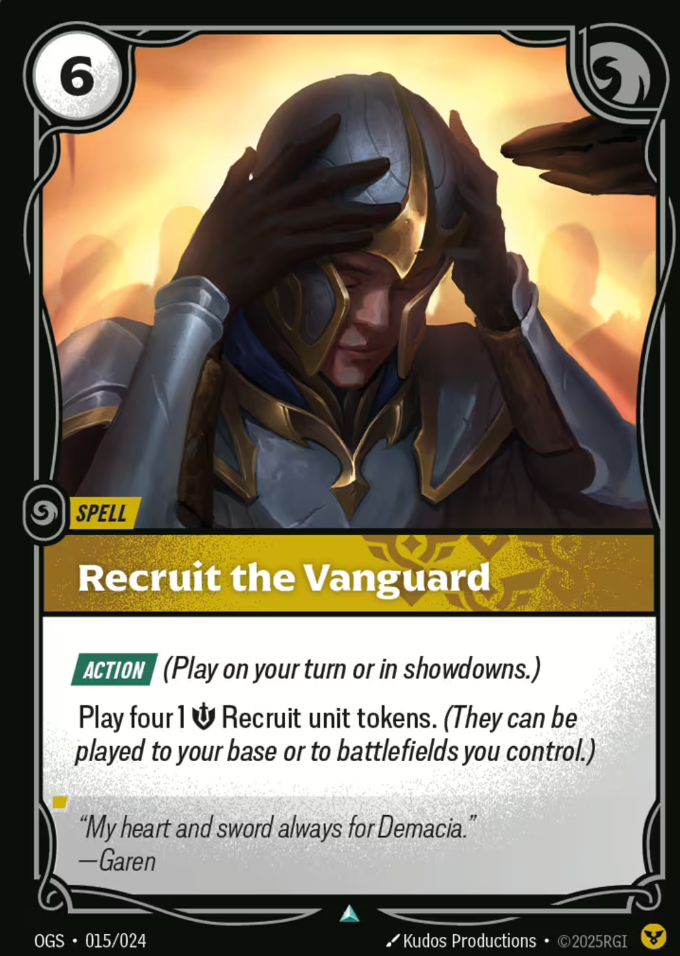 6
SPELL
Recruit the Vanguard
ACTION (Play on your turn or in showdowns.)
Play four 1 Recruit unit tokens. (They can be
played to your base or to battlefields you control.)
“My heart and sword always for Demacia.”
—Garen
OGS • 015/024
Kudos Productions • ©2025RGI